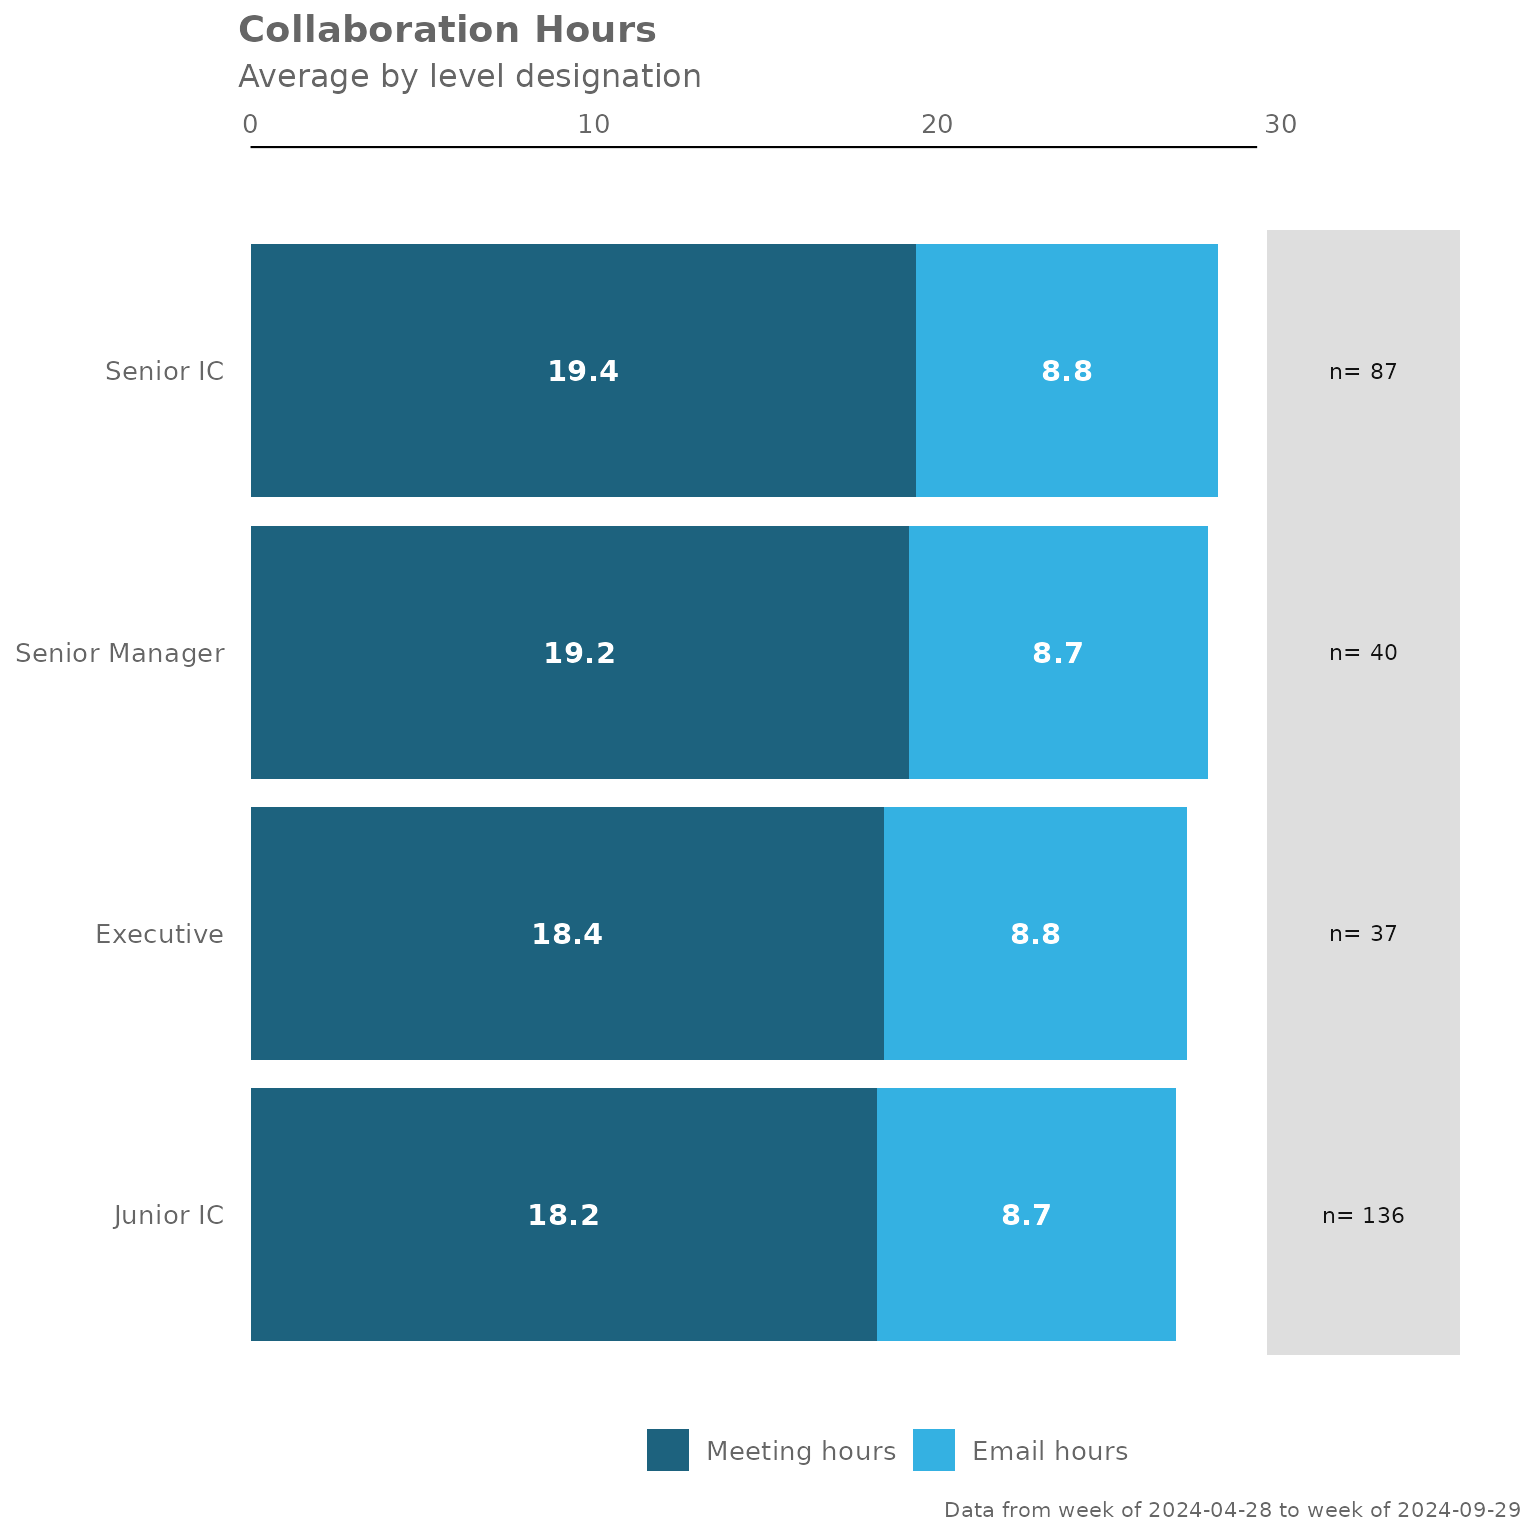 Collaboration Hours
Average by level designation
0 10 20 30
Senior IC 19.4 8.8 n= 87
Senior Manager 19.2 8.7 n= 40
Executive 18.4 8.8 n= 37
Junior IC 18.2 8.7 n= 136
Meeting hours Email hours
Data from week of 2024-04-28 to week of 2024-09-29